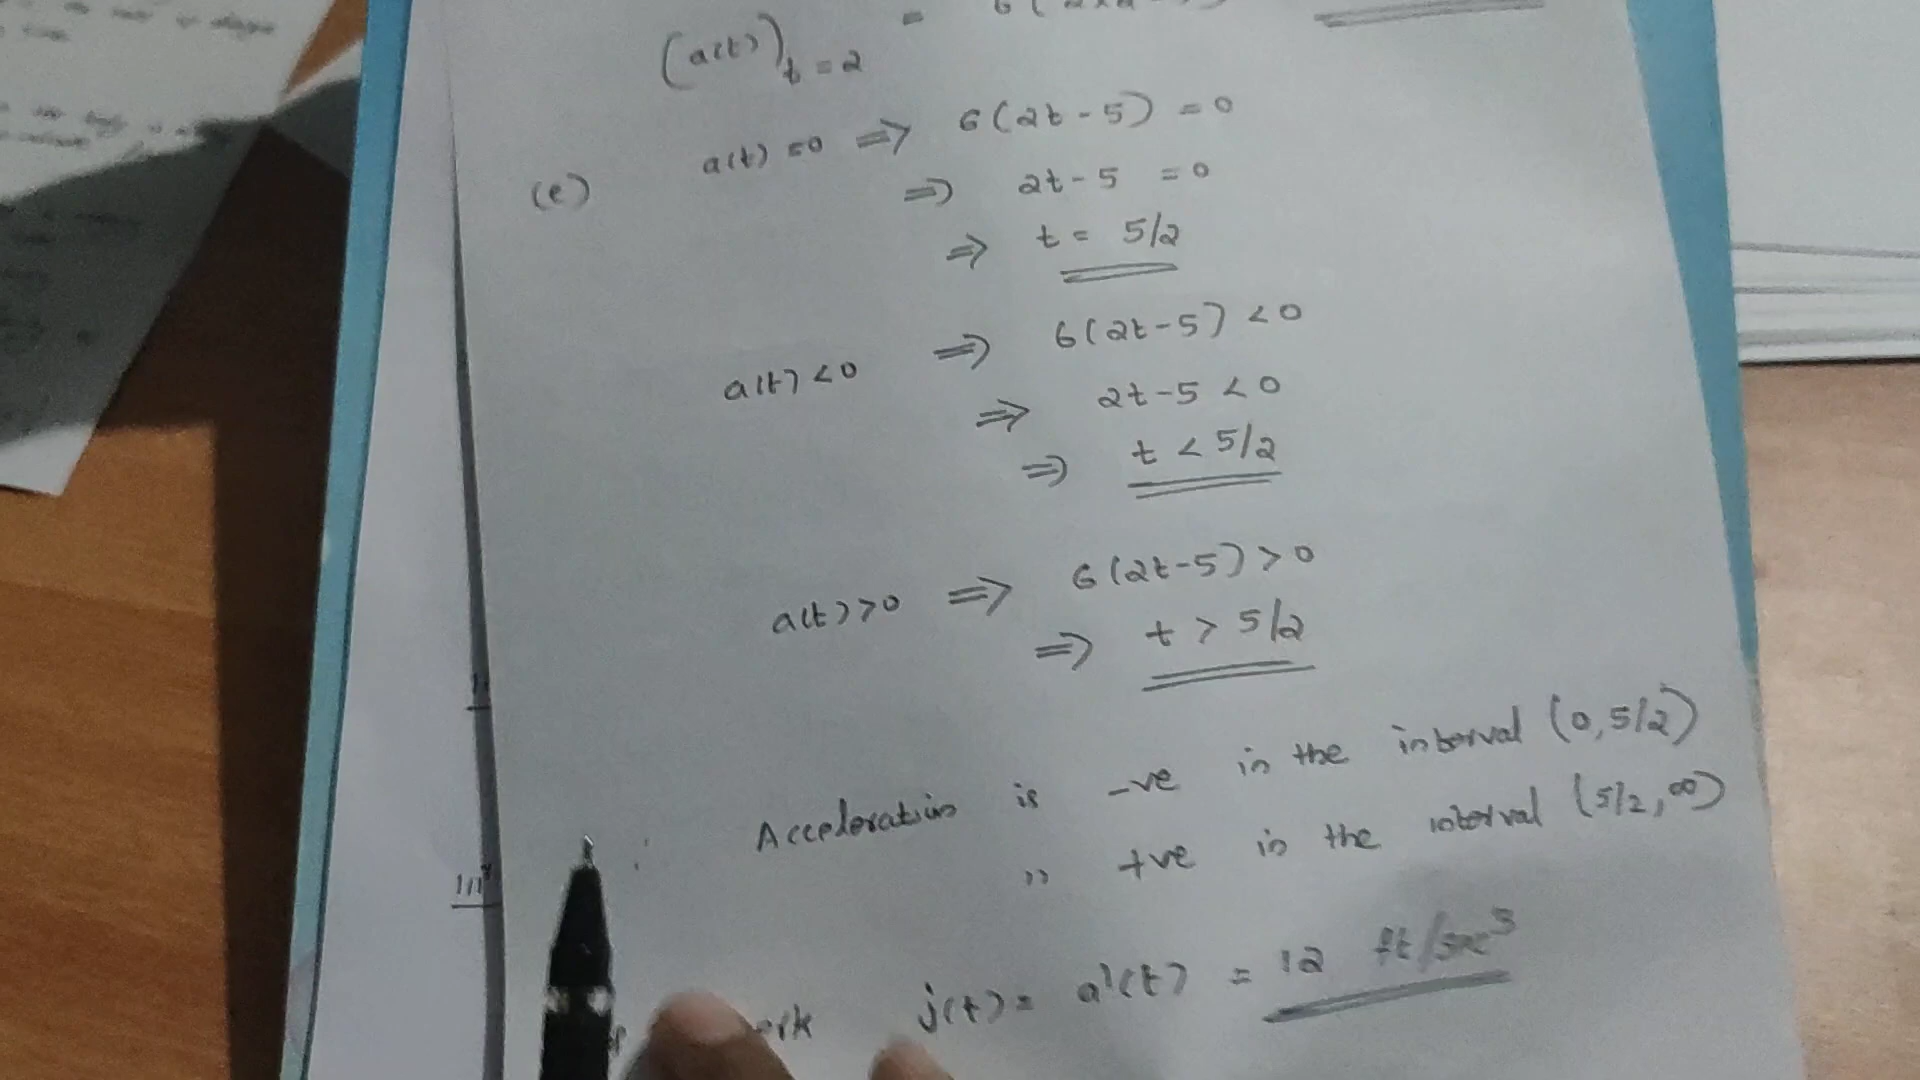 (a(t))t=2 =
(e) a(t) =0 ⇒ 6(2t-5) =0
⇒ 2t-5 =0
⇒ t = 5/2
a(t) <0 ⇒ 6(2t-5) <0
⇒ 2t-5 <0
⇒ t < 5/2
a(t) >0 ⇒ 6(2t-5) >0
⇒ t > 5/2
∴ Acceleration is -ve in the interval (0, 5/2)
,, +ve in the interval (5/2, ∞)
j(t) = a'(t) = 12 ft/sec³